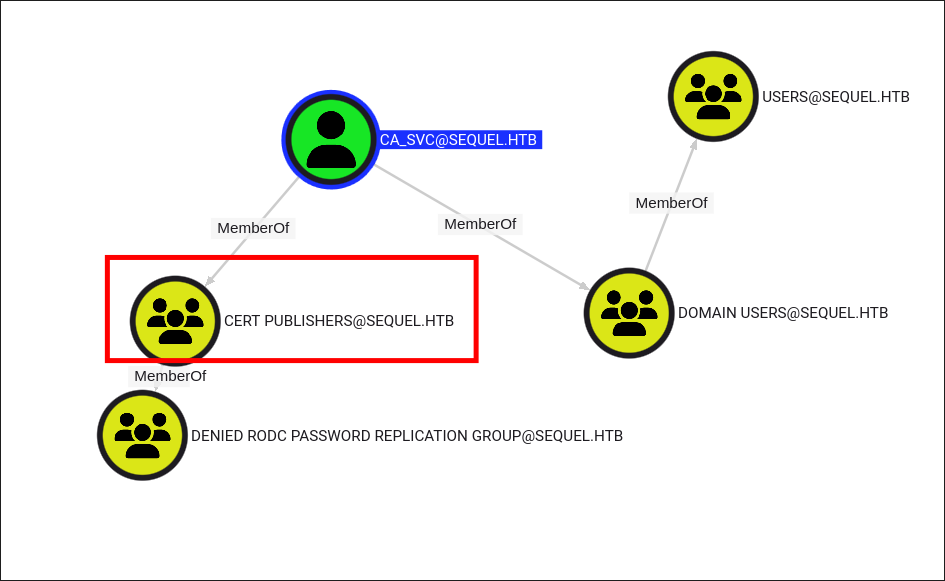 USERS@SEQUEL.HTB
CA_SVC@SEQUEL.HTB
MemberOf
MemberOf
MemberOf
CERT PUBLISHERS@SEQUEL.HTB
DOMAIN USERS@SEQUEL.HTB
MemberOf
DENIED RODC PASSWORD REPLICATION GROUP@SEQUEL.HTB